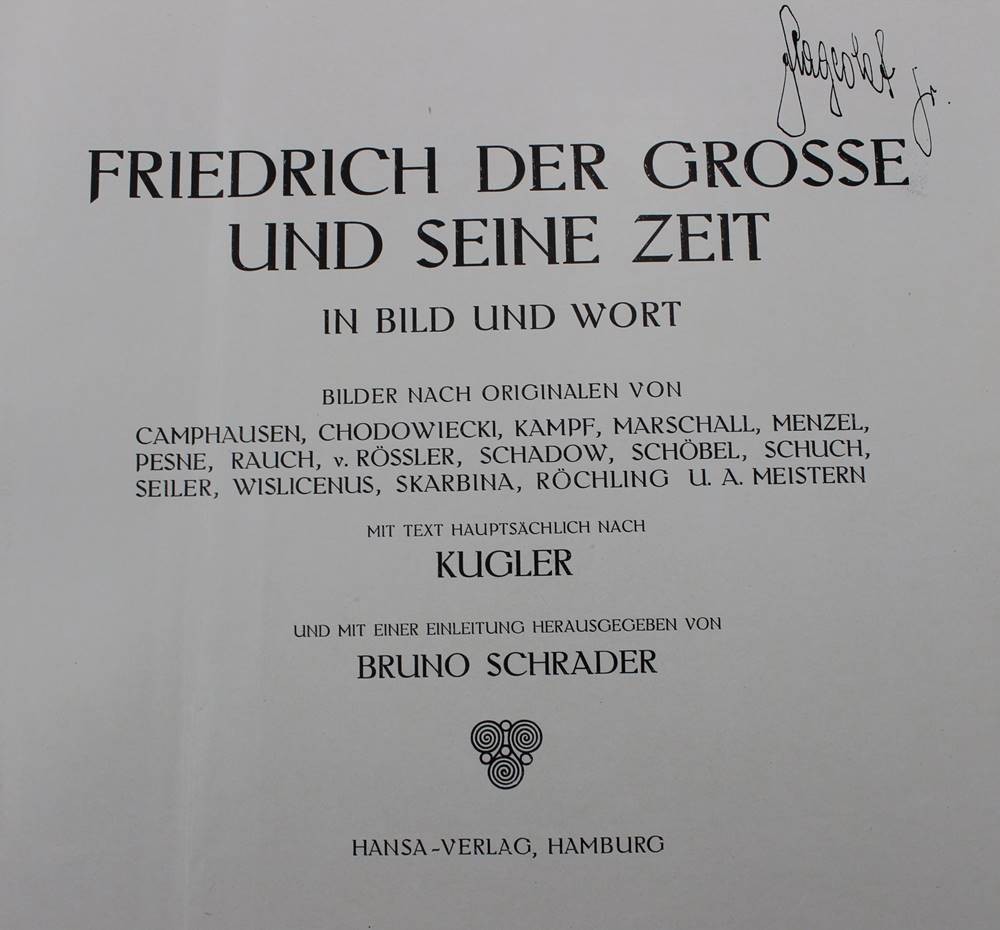 FRIEDRICH DER GROSSE
UND SEINE ZEIT
IN BILD UND WORT
BILDER NACH ORIGINALEN VON
CAMPHAUSEN, CHODOWIECKI, KAMPF, MARSCHALL, MENZEL,
PESNE, RAUCH, v. RÖSSLER, SCHADOW, SCHÖBEL, SCHUCH,
SEILER, WISLICENUS, SKARBINA, RÖCHLING U. A. MEISTERN
MIT TEXT HAUPTSÄCHLICH NACH
KUGLER
UND MIT EINER EINLEITUNG HERAUSGEGEBEN VON
BRUNO SCHRADER
HANSA-VERLAG, HAMBURG